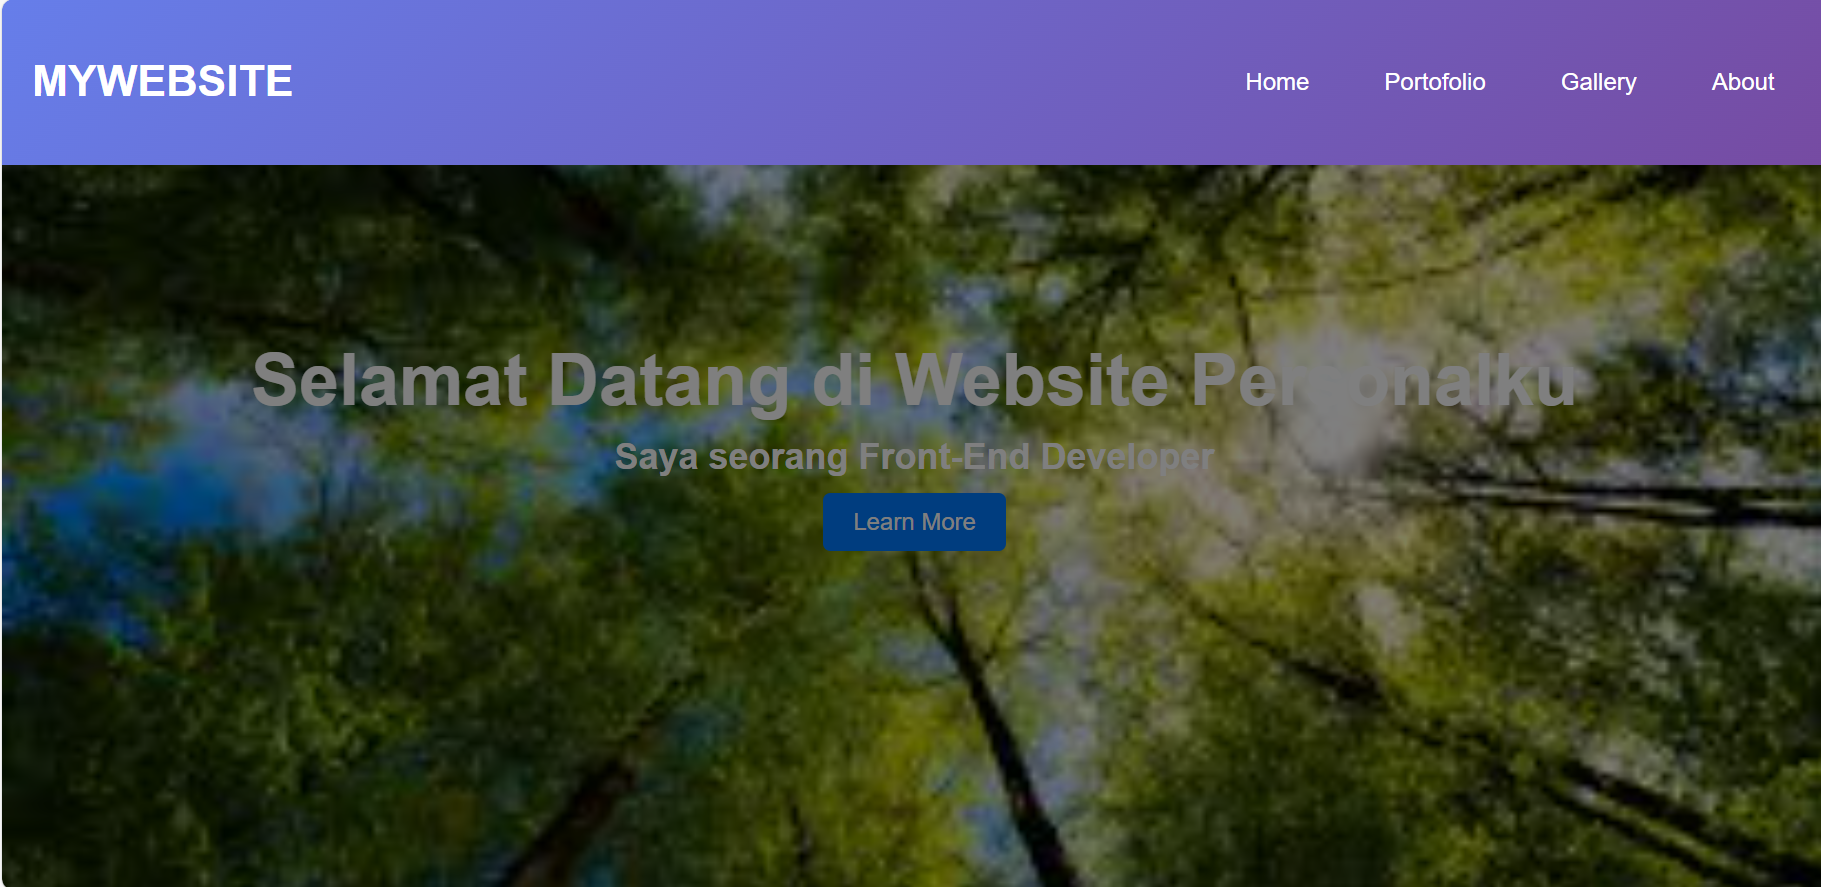 MYWEBSITE
Home Portofolio Gallery About
Selamat Datang di Website Personalku
Saya seorang Front-End Developer
Learn More